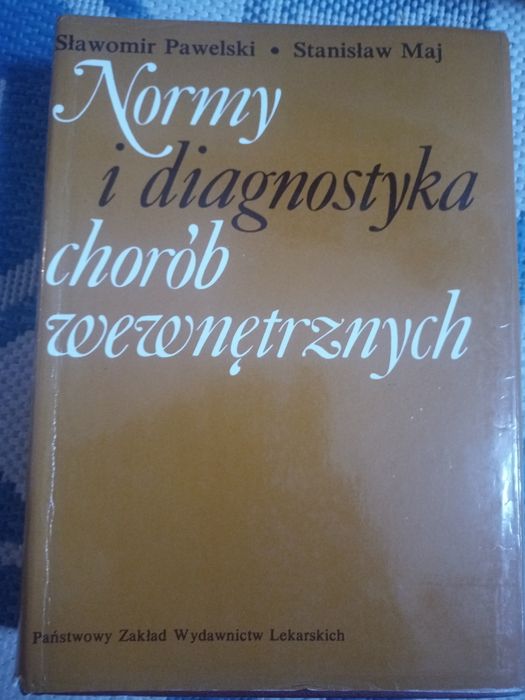 Sławomir Pawelski • Stanisław Maj
Normy
i diagnostyka
chorób
wewnętrznych
Państwowy Zakład Wydawnictw Lekarskich